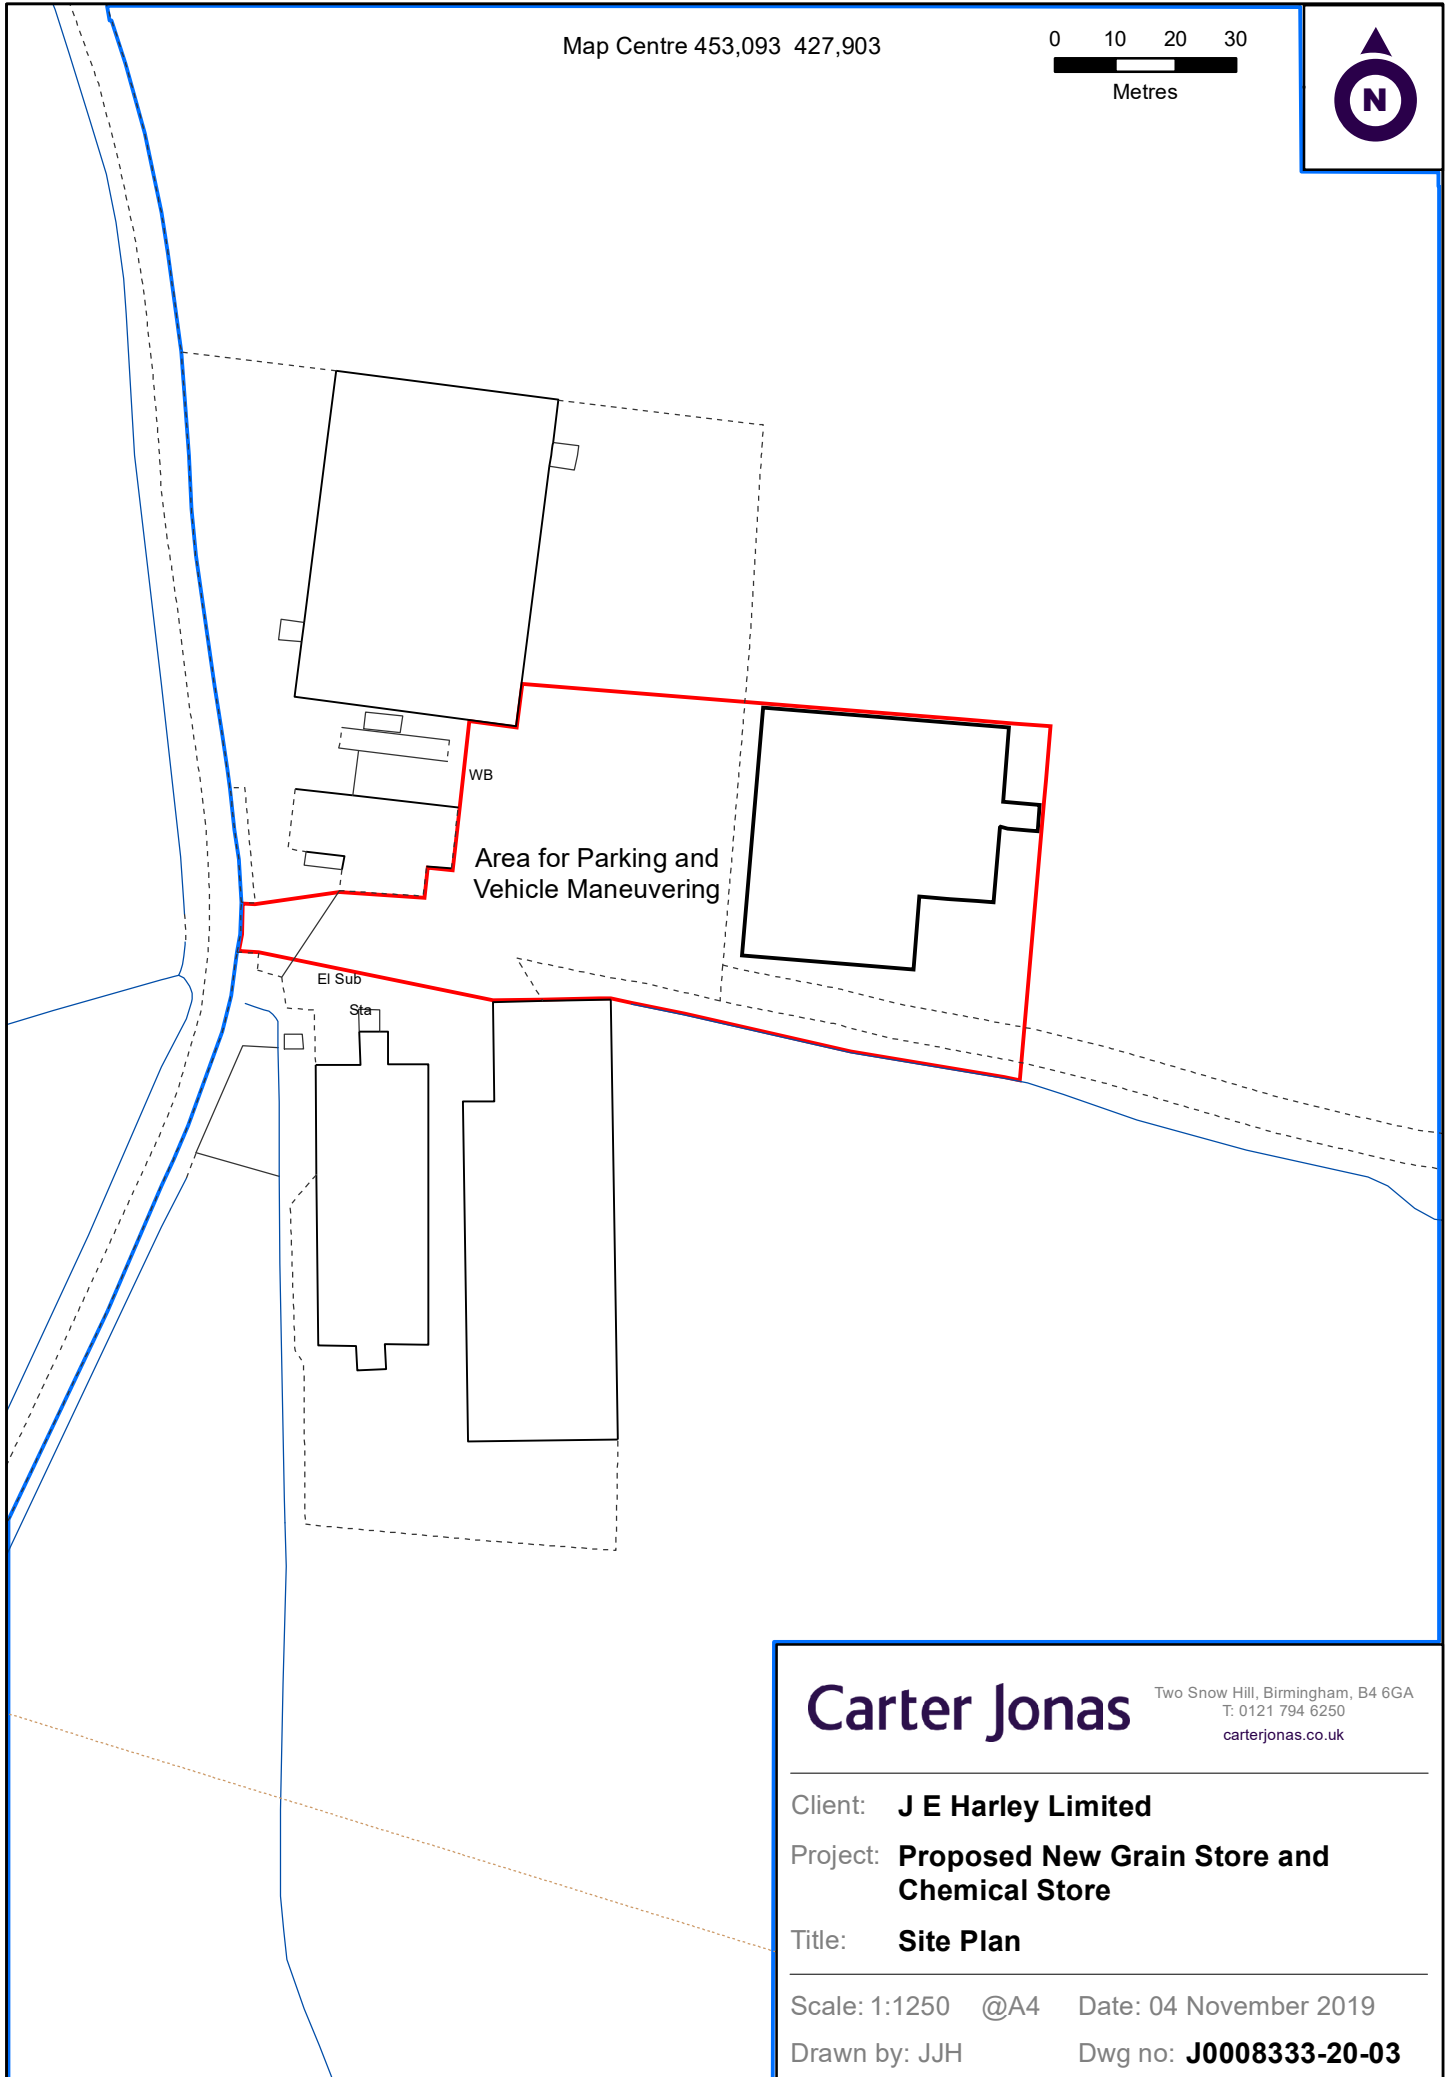 Map Centre 453,093 427,903
0 10 20 30
Metres
N
WB
Area for Parking and
Vehicle Maneuvering
El Sub
Sta
Carter Jonas
Two Snow Hill, Birmingham, B4 6GA
T: 0121 794 6250
carterjonas.co.uk
Client: J E Harley Limited
Project: Proposed New Grain Store and
Chemical Store
Title: Site Plan
Scale: 1:1250 @A4 Date: 04 November 2019
Drawn by: JJH Dwg no: J0008333-20-03